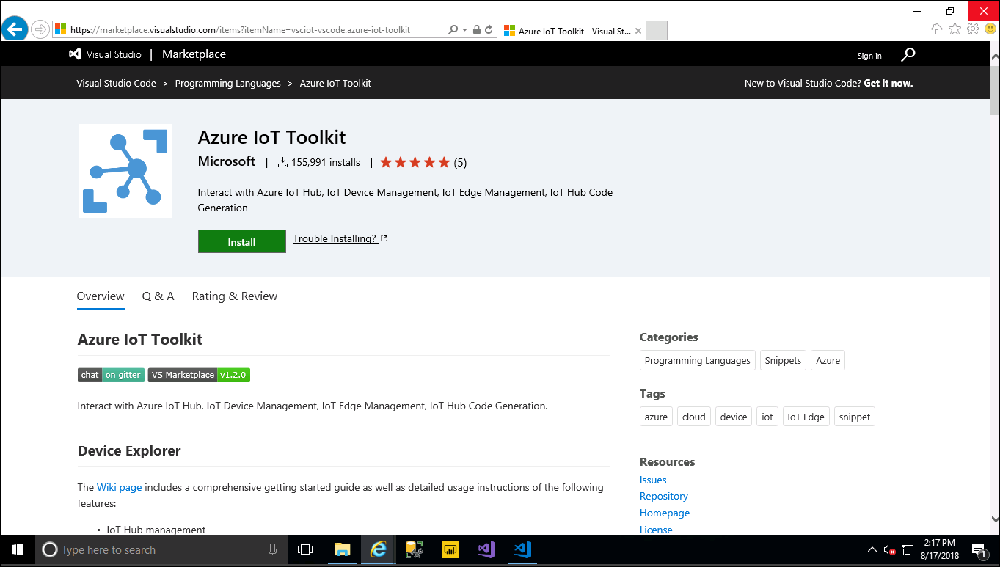 https://marketplace.visualstudio.com/items?itemName=vsciot-vscode.azure-iot-toolkit
Azure IoT Toolkit - Visual St...
Visual Studio | Marketplace
Sign in
Visual Studio Code > Programming Languages > Azure IoT Toolkit
New to Visual Studio Code? Get it now.
Azure IoT Toolkit
Microsoft | 155,991 installs | (5)
Interact with Azure IoT Hub, IoT Device Management, IoT Edge Management, IoT Hub Code
Generation
Install
Trouble Installing?
Overview Q & A Rating & Review
Azure IoT Toolkit
chat on gitter VS Marketplace v1.2.0
Interact with Azure IoT Hub, IoT Device Management, IoT Edge Management, IoT Hub Code Generation.
Device Explorer
The Wiki page includes a comprehensive getting started guide as well as detailed usage instructions of the following
features:
• IoT Hub management
Categories
Programming Languages Snippets Azure
Tags
azure cloud device iot IoT Edge snippet
Resources
Issues
Repository
Homepage
License
Type here to search
2:17 PM
8/17/2018
1